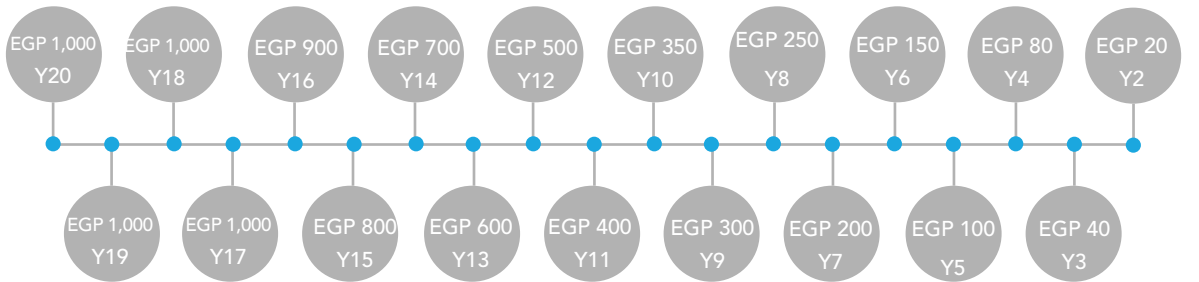 EGP 1,000
Y20
EGP 1,000
Y18
EGP 900
Y16
EGP 700
Y14
EGP 500
Y12
EGP 350
Y10
EGP 250
Y8
EGP 150
Y6
EGP 80
Y4
EGP 20
Y2
EGP 1,000
Y19
EGP 1,000
Y17
EGP 800
Y15
EGP 600
Y13
EGP 400
Y11
EGP 300
Y9
EGP 200
Y7
EGP 100
Y5
EGP 40
Y3